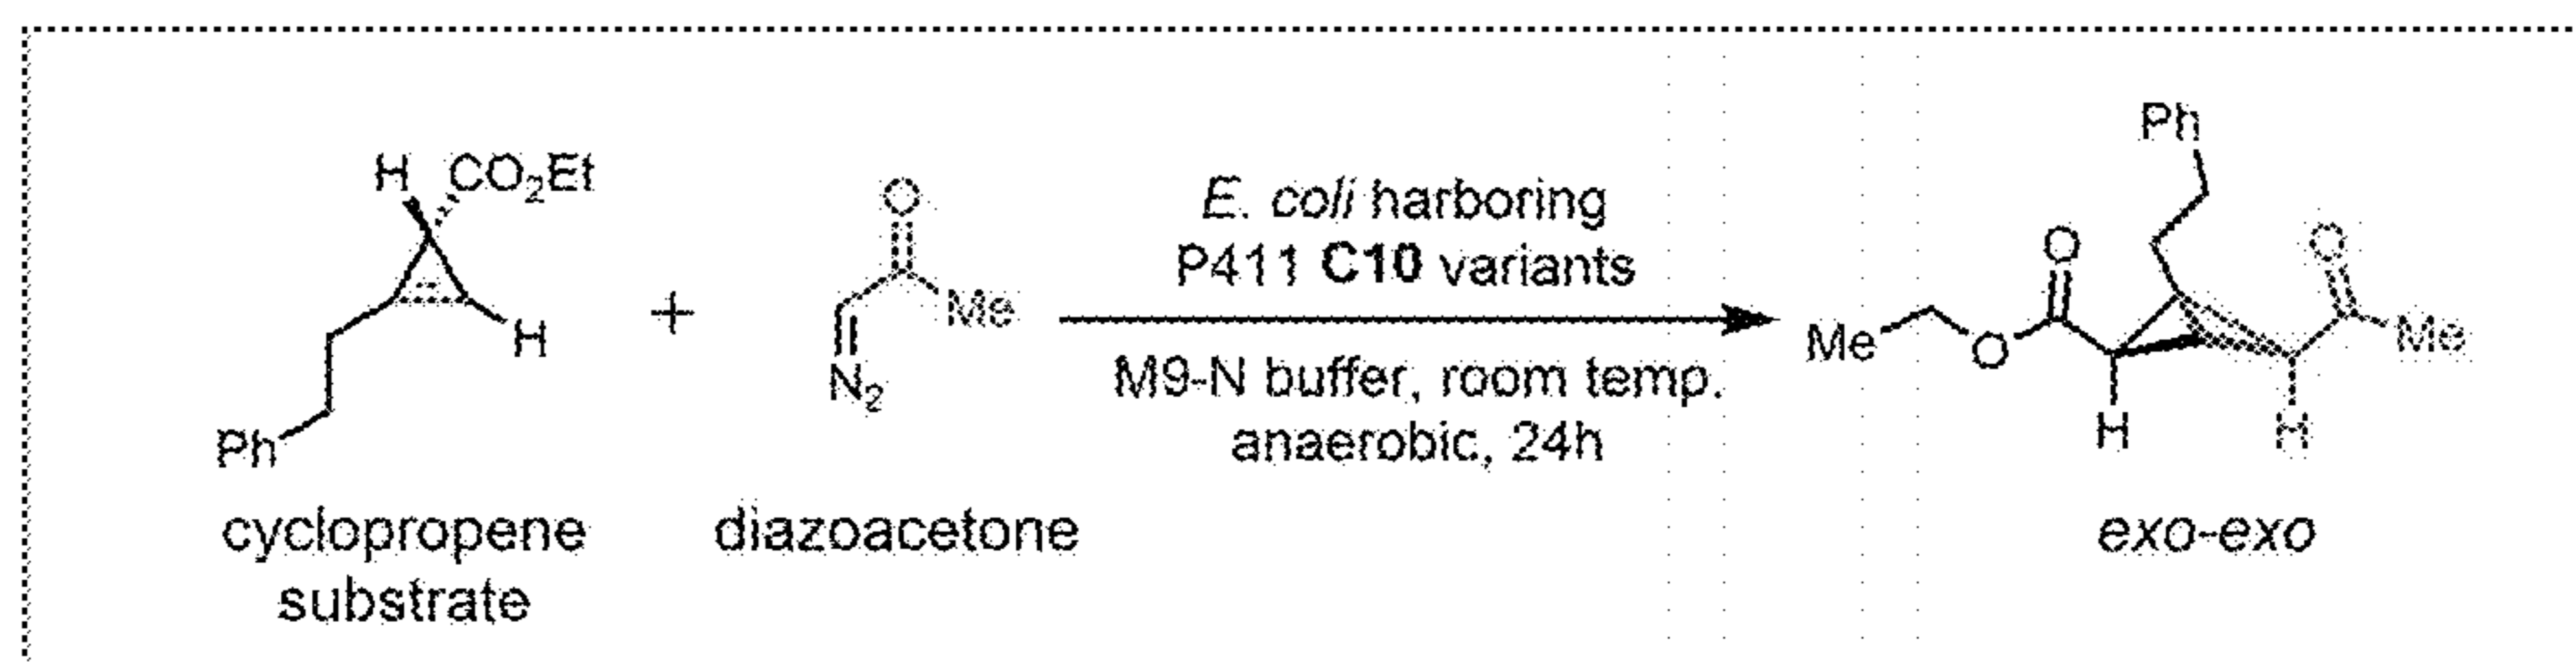 H CO2Et
H
Ph
cyclopropene
substrate
+
O
Me
N2
diazoacetone
E. coli harboring
P411 C10 variants
M9-N buffer, room temp.
anaerobic, 24h
Ph
O
O
Me
O
Me
H
H
exo-exo